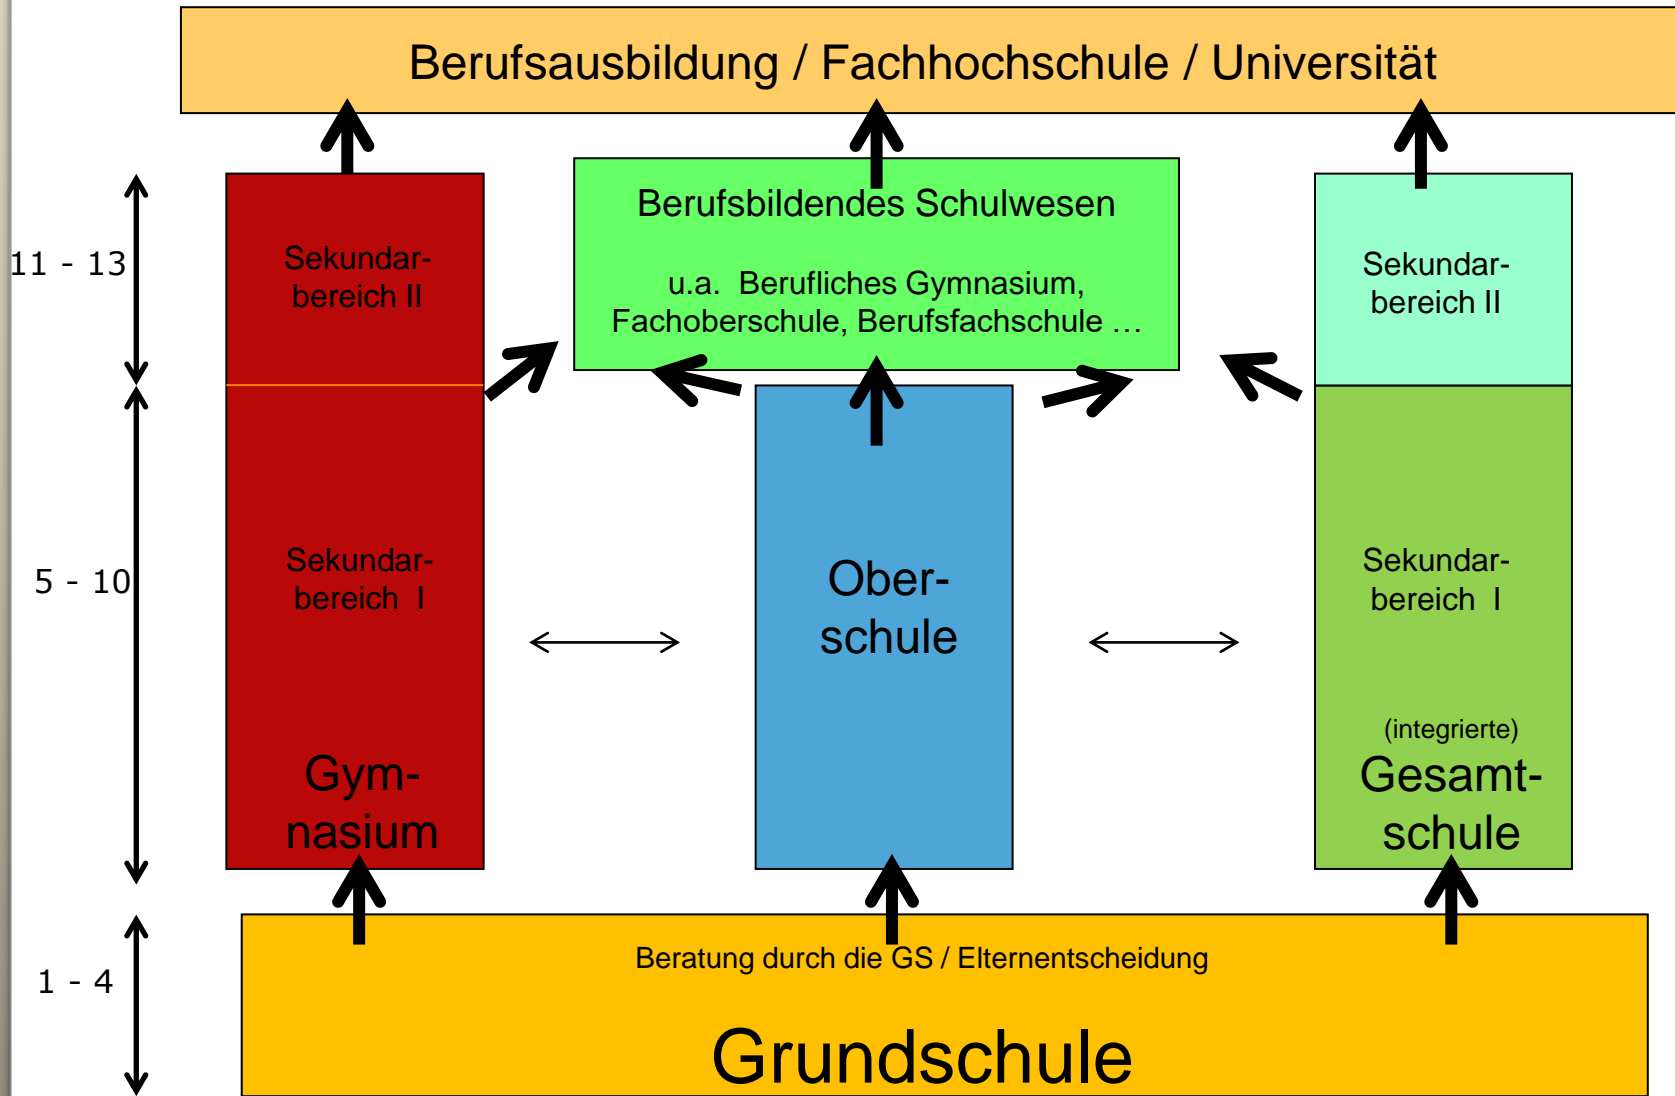 Berufsausbildung / Fachhochschule / Universität
Berufsbildendes Schulwesen
u.a. Berufliches Gymnasium,
Fachoberschule, Berufsfachschule …
11 - 13
Sekundar-
bereich II
Sekundar-
bereich II
5 - 10
Sekundar-
bereich I
Gym-
nasium
Ober-
schule
Sekundar-
bereich I
(integrierte)
Gesamt-
schule
1 - 4
Beratung durch die GS / Elternentscheidung
Grundschule